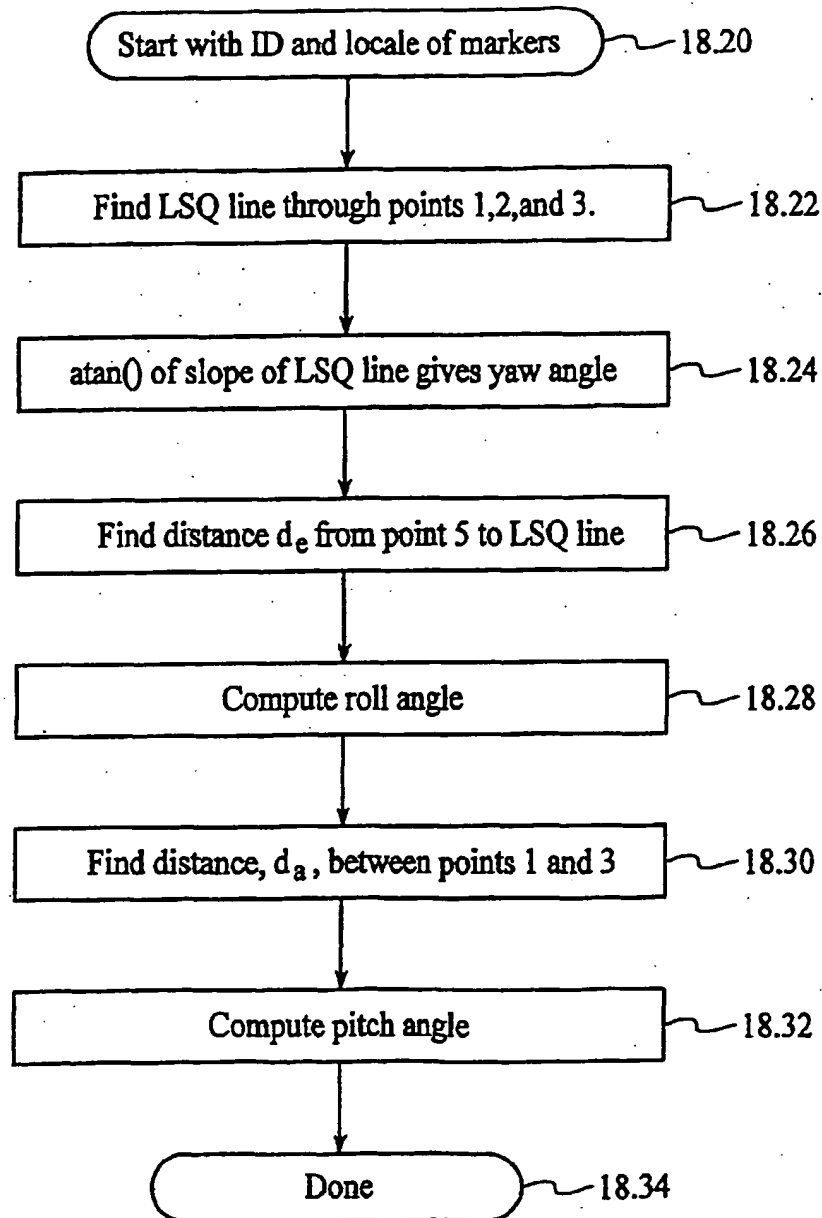 Start with ID and locale of markers 18.20
Find LSQ line through points 1,2,and 3. 18.22
atan() of slope of LSQ line gives yaw angle 18.24
Find distance de from point 5 to LSQ line 18.26
Compute roll angle 18.28
Find distance, da, between points 1 and 3 18.30
Compute pitch angle 18.32
Done 18.34